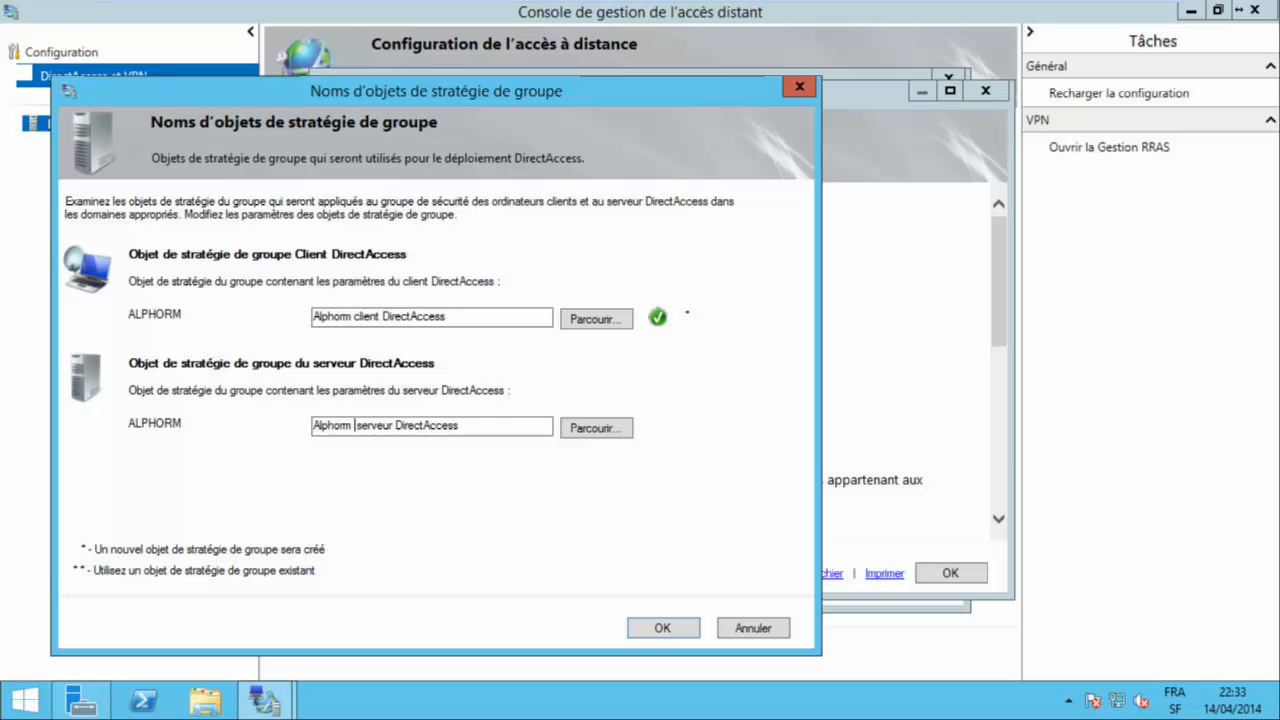 Console de gestion de l'accès distant
Configuration
DirectAccess et VPN
Configuration de l'accès à distance
Tâches
Général
Recharger la configuration
VPN
Ouvrir la Gestion RRAS
Noms d'objets de stratégie de groupe
Noms d'objets de stratégie de groupe
Objets de stratégie de groupe qui seront utilisés pour le déploiement DirectAccess.
Examinez les objets de stratégie du groupe qui seront appliqués au groupe de sécurité des ordinateurs clients et au serveur DirectAccess dans
les domaines appropriés. Modifiez les paramètres des objets de stratégie de groupe.
Objet de stratégie de groupe Client DirectAccess
Objet de stratégie du groupe contenant les paramètres du client DirectAccess :
ALPHORM
Alphorm client DirectAccess
Parcourir...
*
Objet de stratégie de groupe du serveur DirectAccess
Objet de stratégie du groupe contenant les paramètres du serveur DirectAccess :
ALPHORM
Alphorm serveur DirectAccess
Parcourir...
appartenant aux
* - Un nouvel objet de stratégie de groupe sera créé
** - Utilisez un objet de stratégie de groupe existant
chier | Imprimer
OK
OK
Annuler
FRA
SF
22:33
14/04/2014